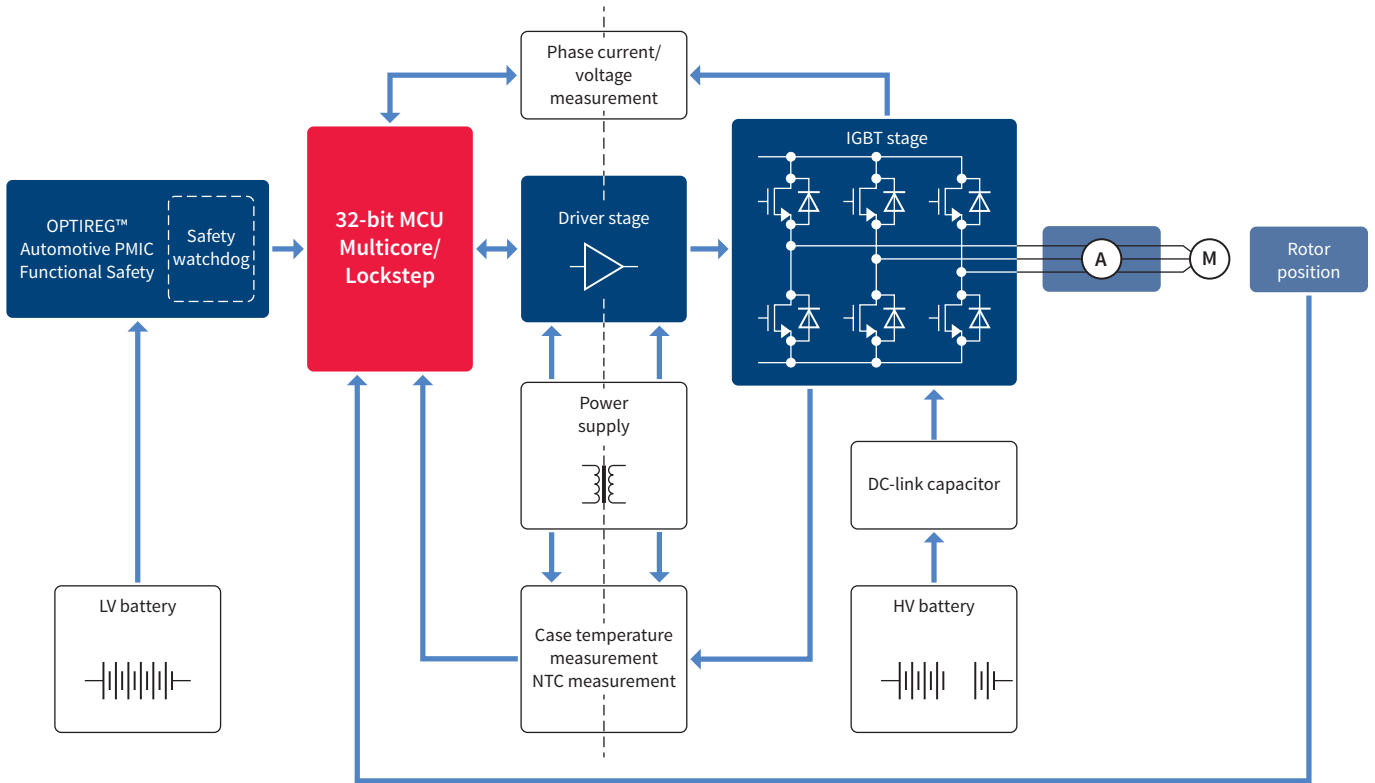 Phase current/
voltage
measurement
IGBT stage
OPTIREG™
Automotive PMIC
Functional Safety
Safety
watchdog
32-bit MCU
Multicore/
Lockstep
Driver stage
A
M
Rotor
position
Power
supply
DC-link capacitor
LV battery
Case temperature
measurement
NTC measurement
HV battery